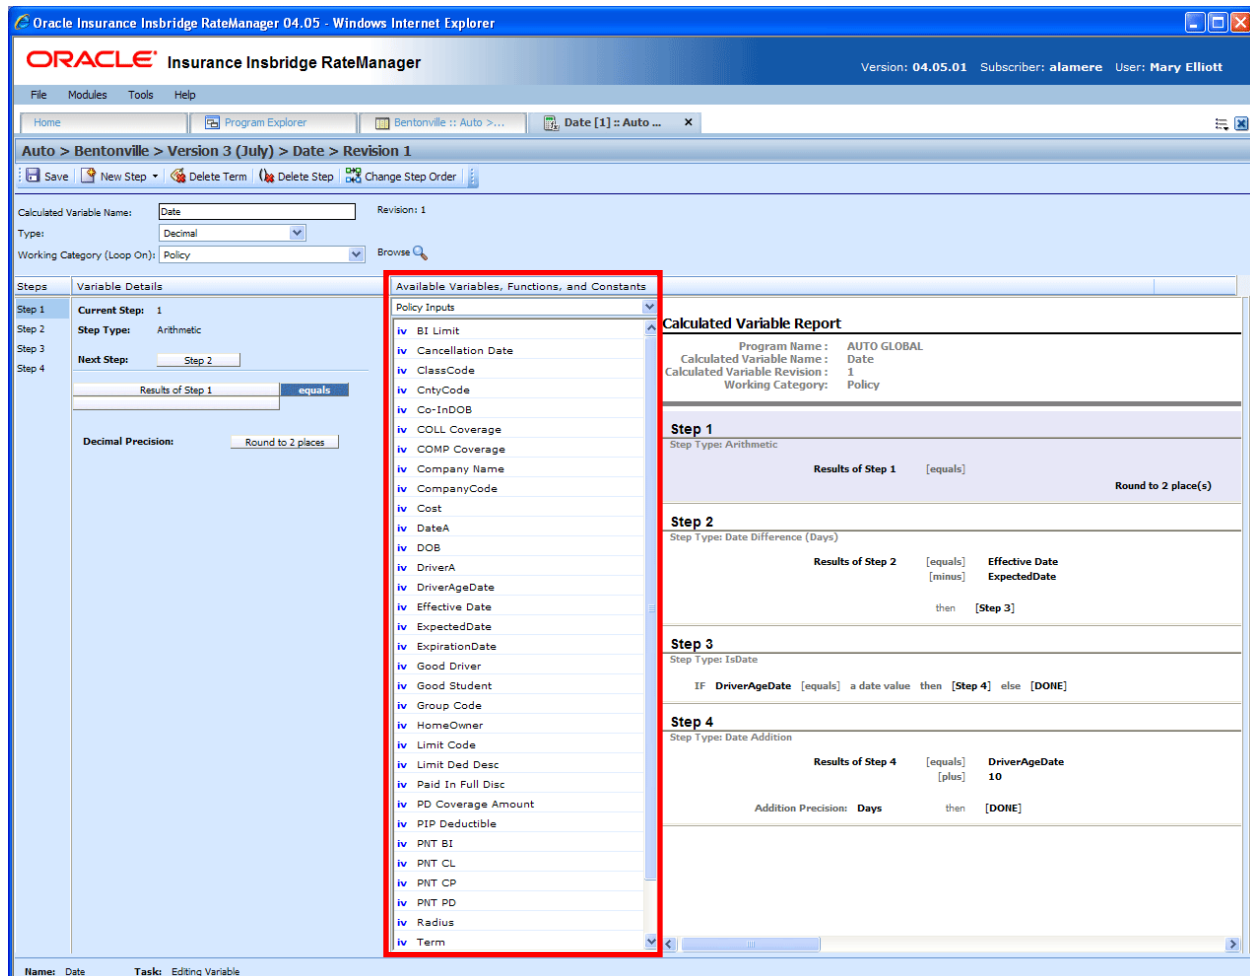 Oracle Insurance Insbridge RateManager 04.05 - Windows Internet Explorer
ORACLE Insurance Insbridge RateManager
Version: 04.05.01 Subscriber: alamere User: Mary Elliott
File Modules Tools Help
Home Program Explorer Bentonville :: Auto >... Date [1] :: Auto ... x
Auto > Bentonville > Version 3 (July) > Date > Revision 1
Save New Step Delete Term Delete Step Change Step Order
Calculated Variable Name: Date Revision: 1
Type: Decimal
Working Category (Loop On): Policy Browse
Steps
Step 1
Step 2
Step 3
Step 4
Variable Details
Current Step: 1
Step Type: Arithmetic
Next Step: Step 2
Results of Step 1 equals
Decimal Precision: Round to 2 places
Available Variables, Functions, and Constants
Policy Inputs
iv BI Limit
iv Cancellation Date
iv ClassCode
iv CntyCode
iv Co-InDOB
iv COLL Coverage
iv COMP Coverage
iv Company Name
iv CompanyCode
iv Cost
iv DateA
iv DOB
iv DriverA
iv DriverAgeDate
iv Effective Date
iv ExpectedDate
iv ExpirationDate
iv Good Driver
iv Good Student
iv Group Code
iv HomeOwner
iv Limit Code
iv Limit Ded Desc
iv Paid In Full Disc
iv PD Coverage Amount
iv PIP Deductible
iv PNT BI
iv PNT CL
iv PNT CP
iv PNT PD
iv Radius
iv Term
Calculated Variable Report
Program Name : AUTO GLOBAL
Calculated Variable Name : Date
Calculated Variable Revision : 1
Working Category: Policy
Step 1
Step Type: Arithmetic
Results of Step 1 [equals]
Round to 2 place(s)
Step 2
Step Type: Date Difference (Days)
Results of Step 2 [equals] Effective Date
[minus] ExpectedDate
then [Step 3]
Step 3
Step Type: IsDate
IF DriverAgeDate [equals] a date value then [Step 4] else [DONE]
Step 4
Step Type: Date Addition
Results of Step 4 [equals] DriverAgeDate
[plus] 10
Addition Precision: Days then [DONE]
Name: Date Task: Editing Variable